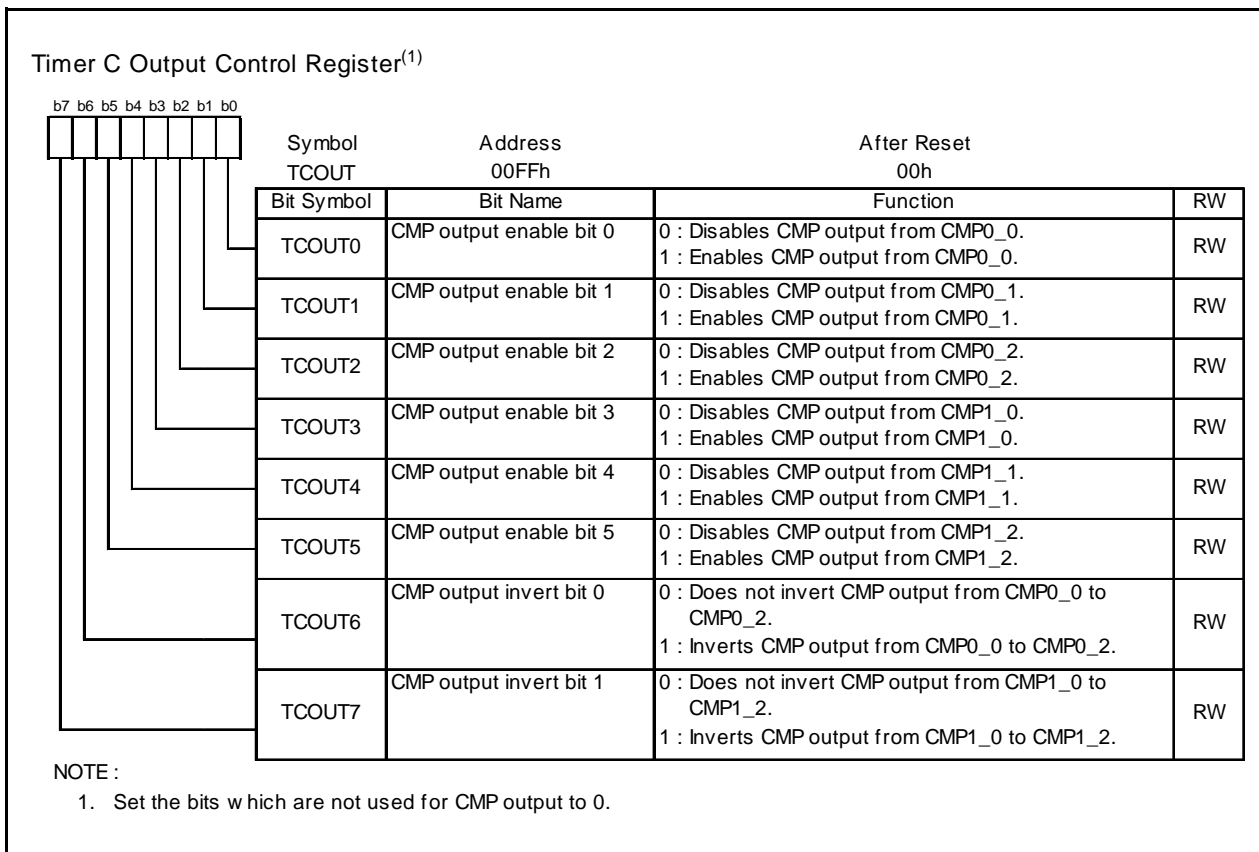 Timer C Output Control Register(1)
b7 b6 b5 b4 b3 b2 b1 b0
Symbol Address After Reset
TCOUT 00FFh 00h
Bit Symbol Bit Name Function RW
TCOUT0 CMP output enable bit 0 0 : Disables CMP output from CMP0_0.
1 : Enables CMP output from CMP0_0. RW
TCOUT1 CMP output enable bit 1 0 : Disables CMP output from CMP0_1.
1 : Enables CMP output from CMP0_1. RW
TCOUT2 CMP output enable bit 2 0 : Disables CMP output from CMP0_2.
1 : Enables CMP output from CMP0_2. RW
TCOUT3 CMP output enable bit 3 0 : Disables CMP output from CMP1_0.
1 : Enables CMP output from CMP1_0. RW
TCOUT4 CMP output enable bit 4 0 : Disables CMP output from CMP1_1.
1 : Enables CMP output from CMP1_1. RW
TCOUT5 CMP output enable bit 5 0 : Disables CMP output from CMP1_2.
1 : Enables CMP output from CMP1_2. RW
TCOUT6 CMP output invert bit 0 0 : Does not invert CMP output from CMP0_0 to
CMP0_2.
1 : Inverts CMP output from CMP0_0 to CMP0_2. RW
TCOUT7 CMP output invert bit 1 0 : Does not invert CMP output from CMP1_0 to
CMP1_2.
1 : Inverts CMP output from CMP1_0 to CMP1_2. RW
NOTE :
1. Set the bits w hich are not used for CMP output to 0.